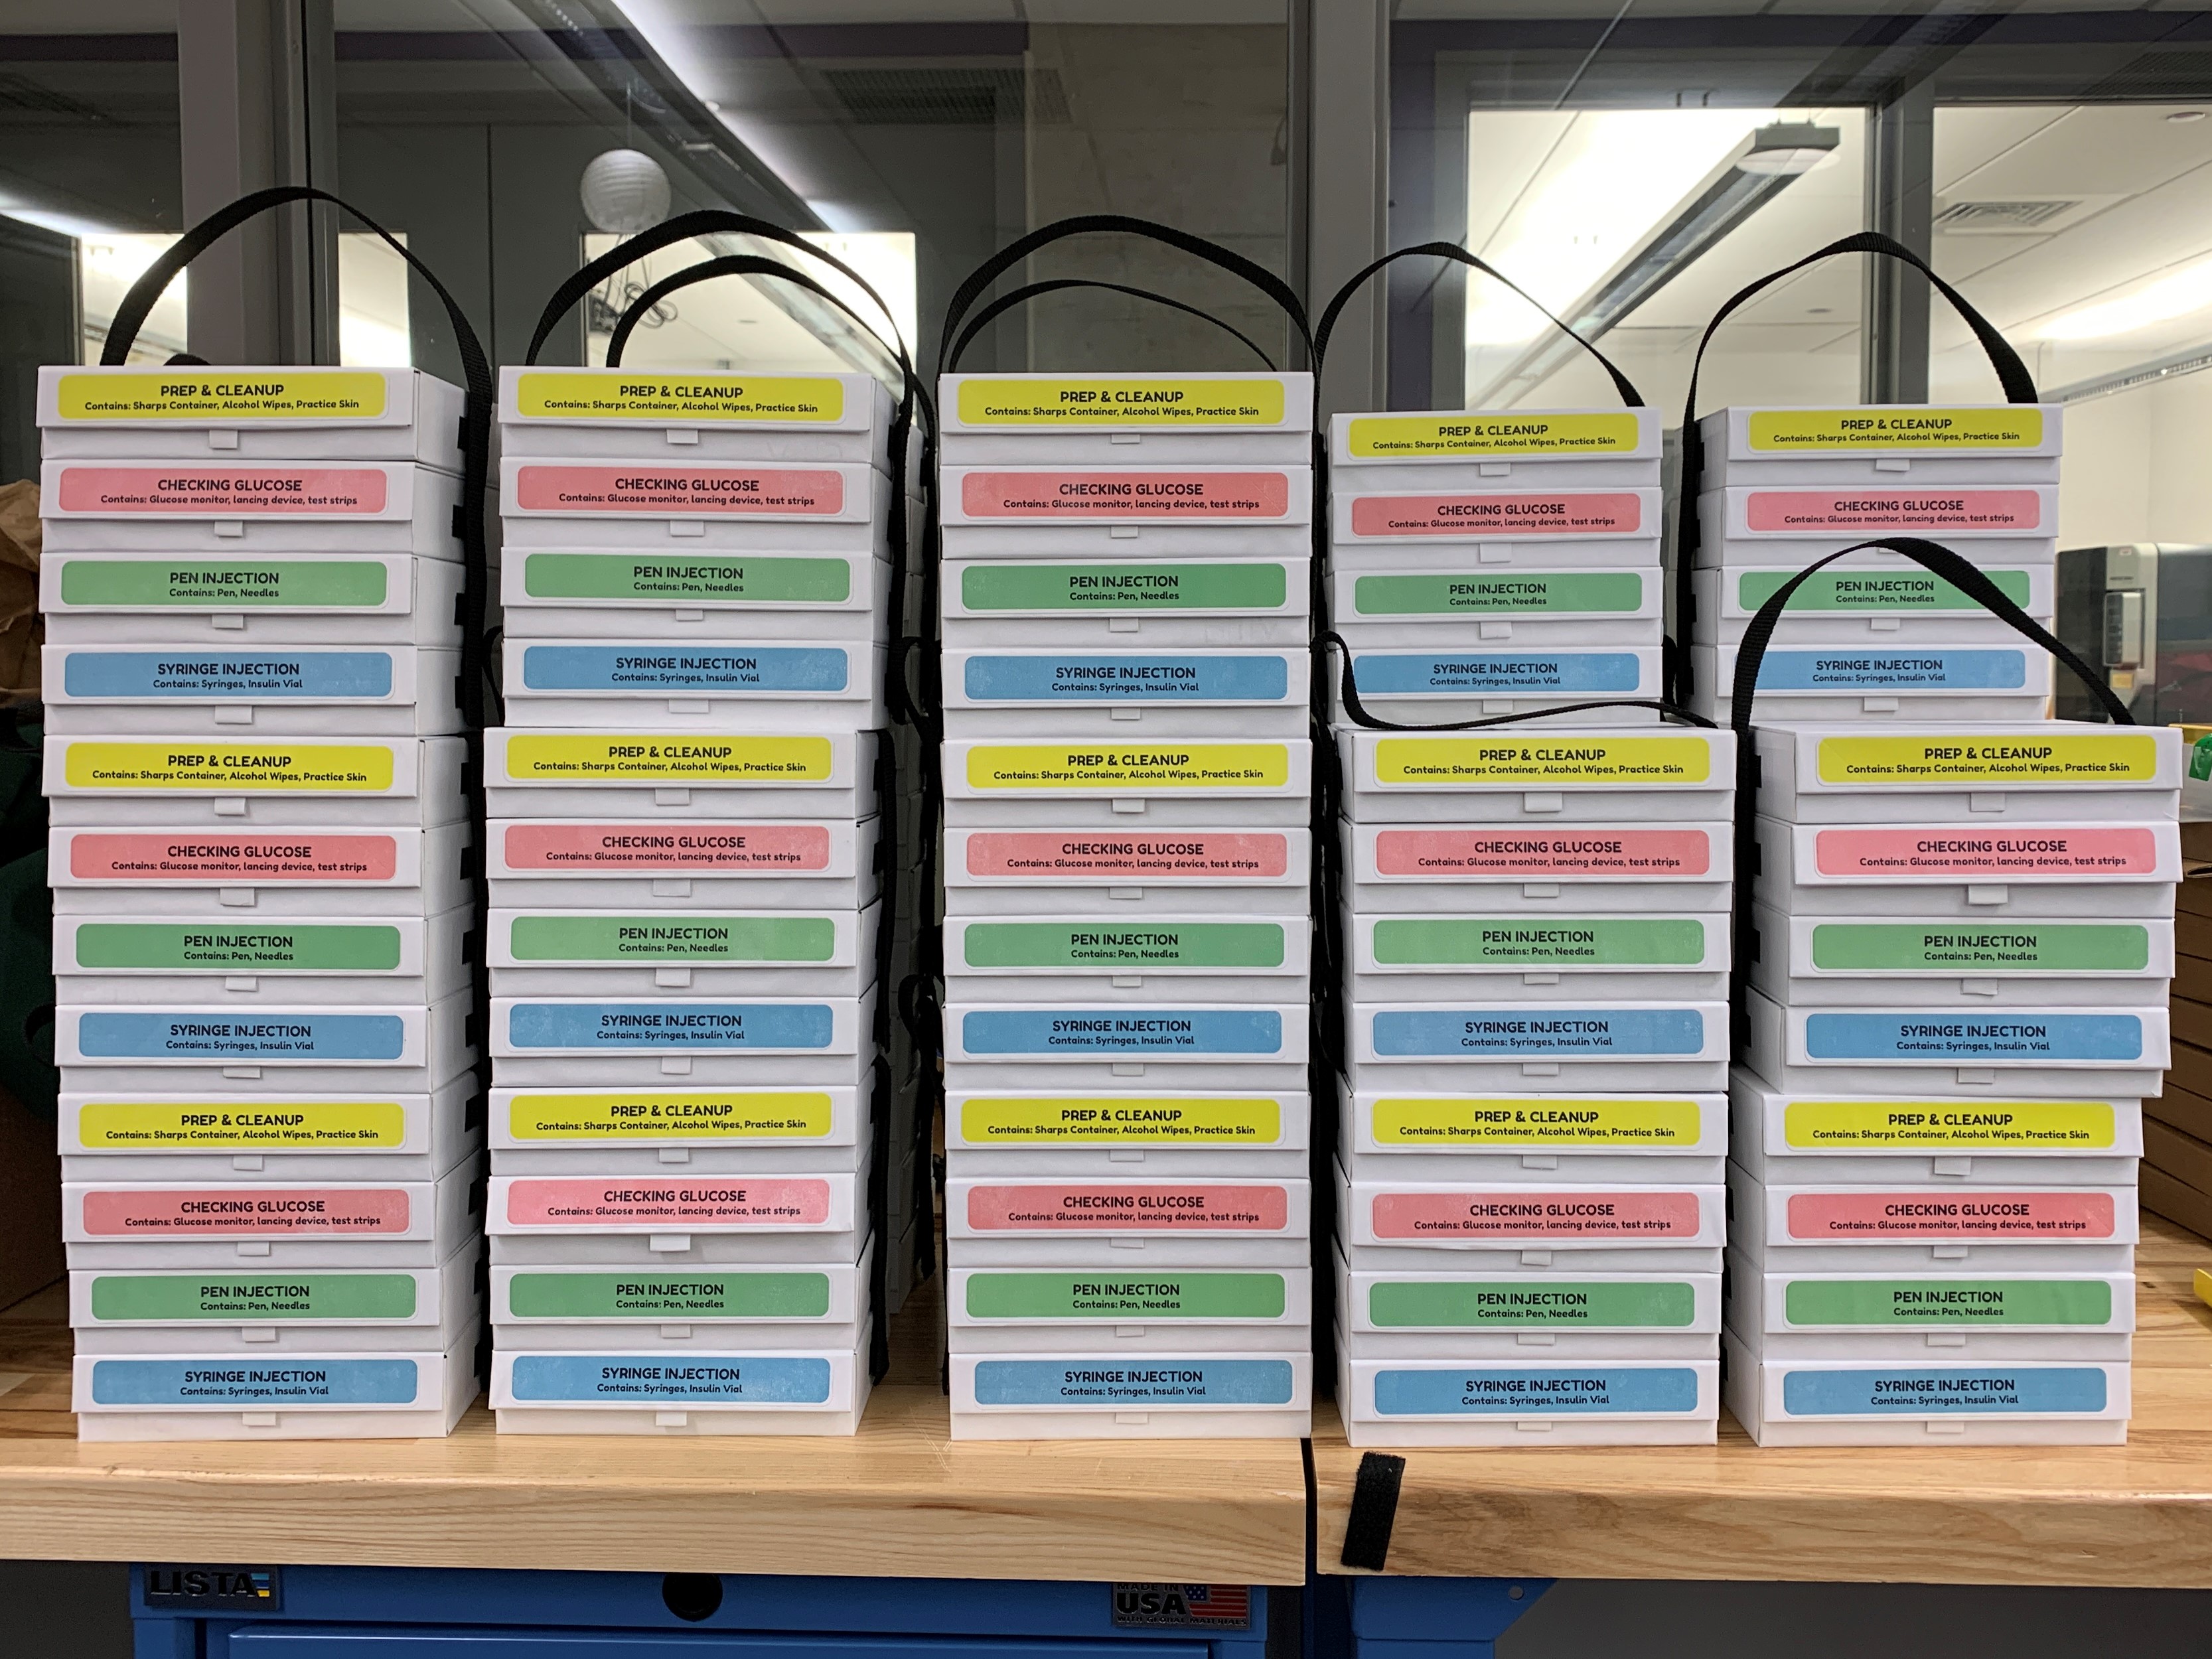 PREP & CLEANUP
Contains: Sharps Container, Alcohol Wipes, Practice Skin
CHECKING GLUCOSE
Contains: Glucose monitor, lancing device, test strips
PEN INJECTION
Contains: Pen, Needles
SYRINGE INJECTION
Contains: Syringes, Insulin Vial
PREP & CLEANUP
Contains: Sharps Container, Alcohol Wipes, Practice Skin
CHECKING GLUCOSE
Contains: Glucose monitor, lancing device, test strips
PEN INJECTION
Contains: Pen, Needles
SYRINGE INJECTION
Contains: Syringes, Insulin Vial
PREP & CLEANUP
Contains: Sharps Container, Alcohol Wipes, Practice Skin
CHECKING GLUCOSE
Contains: Glucose monitor, lancing device, test strips
PEN INJECTION
Contains: Pen, Needles
SYRINGE INJECTION
Contains: Syringes, Insulin Vial
PREP & CLEANUP
Contains: Sharps Container, Alcohol Wipes, Practice Skin
CHECKING GLUCOSE
Contains: Glucose monitor, lancing device, test strips
PEN INJECTION
Contains: Pen, Needles
SYRINGE INJECTION
Contains: Syringes, Insulin Vial
PREP & CLEANUP
Contains: Sharps Container, Alcohol Wipes, Practice Skin
CHECKING GLUCOSE
Contains: Glucose monitor, lancing device, test strips
PEN INJECTION
Contains: Pen, Needles
SYRINGE INJECTION
Contains: Syringes, Insulin Vial
PREP & CLEANUP
Contains: Sharps Container, Alcohol Wipes, Practice Skin
CHECKING GLUCOSE
Contains: Glucose monitor, lancing device, test strips
PEN INJECTION
Contains: Pen, Needles
SYRINGE INJECTION
Contains: Syringes, Insulin Vial
PREP & CLEANUP
Contains: Sharps Container, Alcohol Wipes, Practice Skin
CHECKING GLUCOSE
Contains: Glucose monitor, lancing device, test strips
PEN INJECTION
Contains: Pen, Needles
SYRINGE INJECTION
Contains: Syringes, Insulin Vial
PREP & CLEANUP
Contains: Sharps Container, Alcohol Wipes, Practice Skin
CHECKING GLUCOSE
Contains: Glucose monitor, lancing device, test strips
PEN INJECTION
Contains: Pen, Needles
SYRINGE INJECTION
Contains: Syringes, Insulin Vial
PREP & CLEANUP
Contains: Sharps Container, Alcohol Wipes, Practice Skin
CHECKING GLUCOSE
Contains: Glucose monitor, lancing device, test strips
PEN INJECTION
Contains: Pen, Needles
SYRINGE INJECTION
Contains: Syringes, Insulin Vial
PREP & CLEANUP
Contains: Sharps Container, Alcohol Wipes, Practice Skin
CHECKING GLUCOSE
Contains: Glucose monitor, lancing device, test strips
PEN INJECTION
Contains: Pen, Needles
SYRINGE INJECTION
Contains: Syringes, Insulin Vial
PREP & CLEANUP
Contains: Sharps Container, Alcohol Wipes, Practice Skin
CHECKING GLUCOSE
Contains: Glucose monitor, lancing device, test strips
PEN INJECTION
Contains: Pen, Needles
SYRINGE INJECTION
Contains: Syringes, Insulin Vial
PREP & CLEANUP
Contains: Sharps Container, Alcohol Wipes, Practice Skin
CHECKING GLUCOSE
Contains: Glucose monitor, lancing device, test strips
PEN INJECTION
Contains: Pen, Needles
SYRINGE INJECTION
Contains: Syringes, Insulin Vial
PREP & CLEANUP
Contains: Sharps Container, Alcohol Wipes, Practice Skin
CHECKING GLUCOSE
Contains: Glucose monitor, lancing device, test strips
PEN INJECTION
Contains: Pen, Needles
SYRINGE INJECTION
Contains: Syringes, Insulin Vial
PREP & CLEANUP
Contains: Sharps Container, Alcohol Wipes, Practice Skin
CHECKING GLUCOSE
Contains: Glucose monitor, lancing device, test strips
PEN INJECTION
Contains: Pen, Needles
SYRINGE INJECTION
Contains: Syringes, Insulin Vial
PREP & CLEANUP
Contains: Sharps Container, Alcohol Wipes, Practice Skin
CHECKING GLUCOSE
Contains: Glucose monitor, lancing device, test strips
PEN INJECTION
Contains: Pen, Needles
SYRINGE INJECTION
Contains: Syringes, Insulin Vial
LISTA
MADE IN
USA
WITH GLOBAL MATERIALS